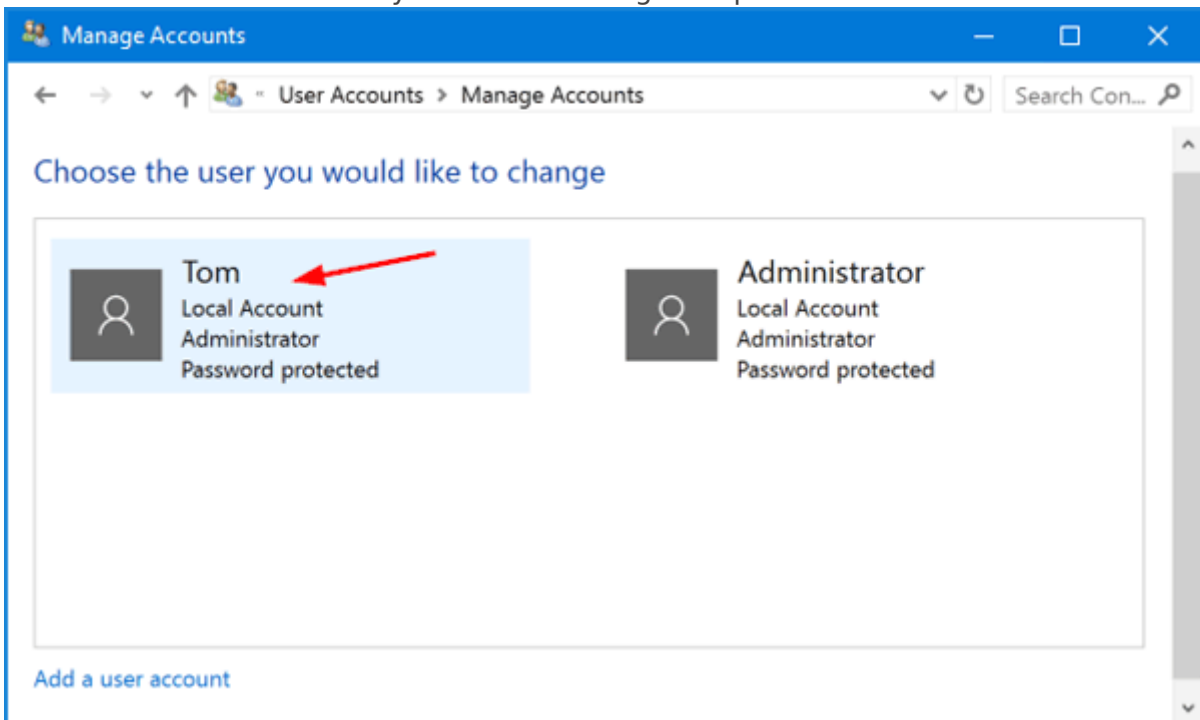 Manage Accounts
« User Accounts > Manage Accounts
Search Con...
Choose the user you would like to change
Tom
Local Account
Administrator
Password protected
Administrator
Local Account
Administrator
Password protected
Add a user account